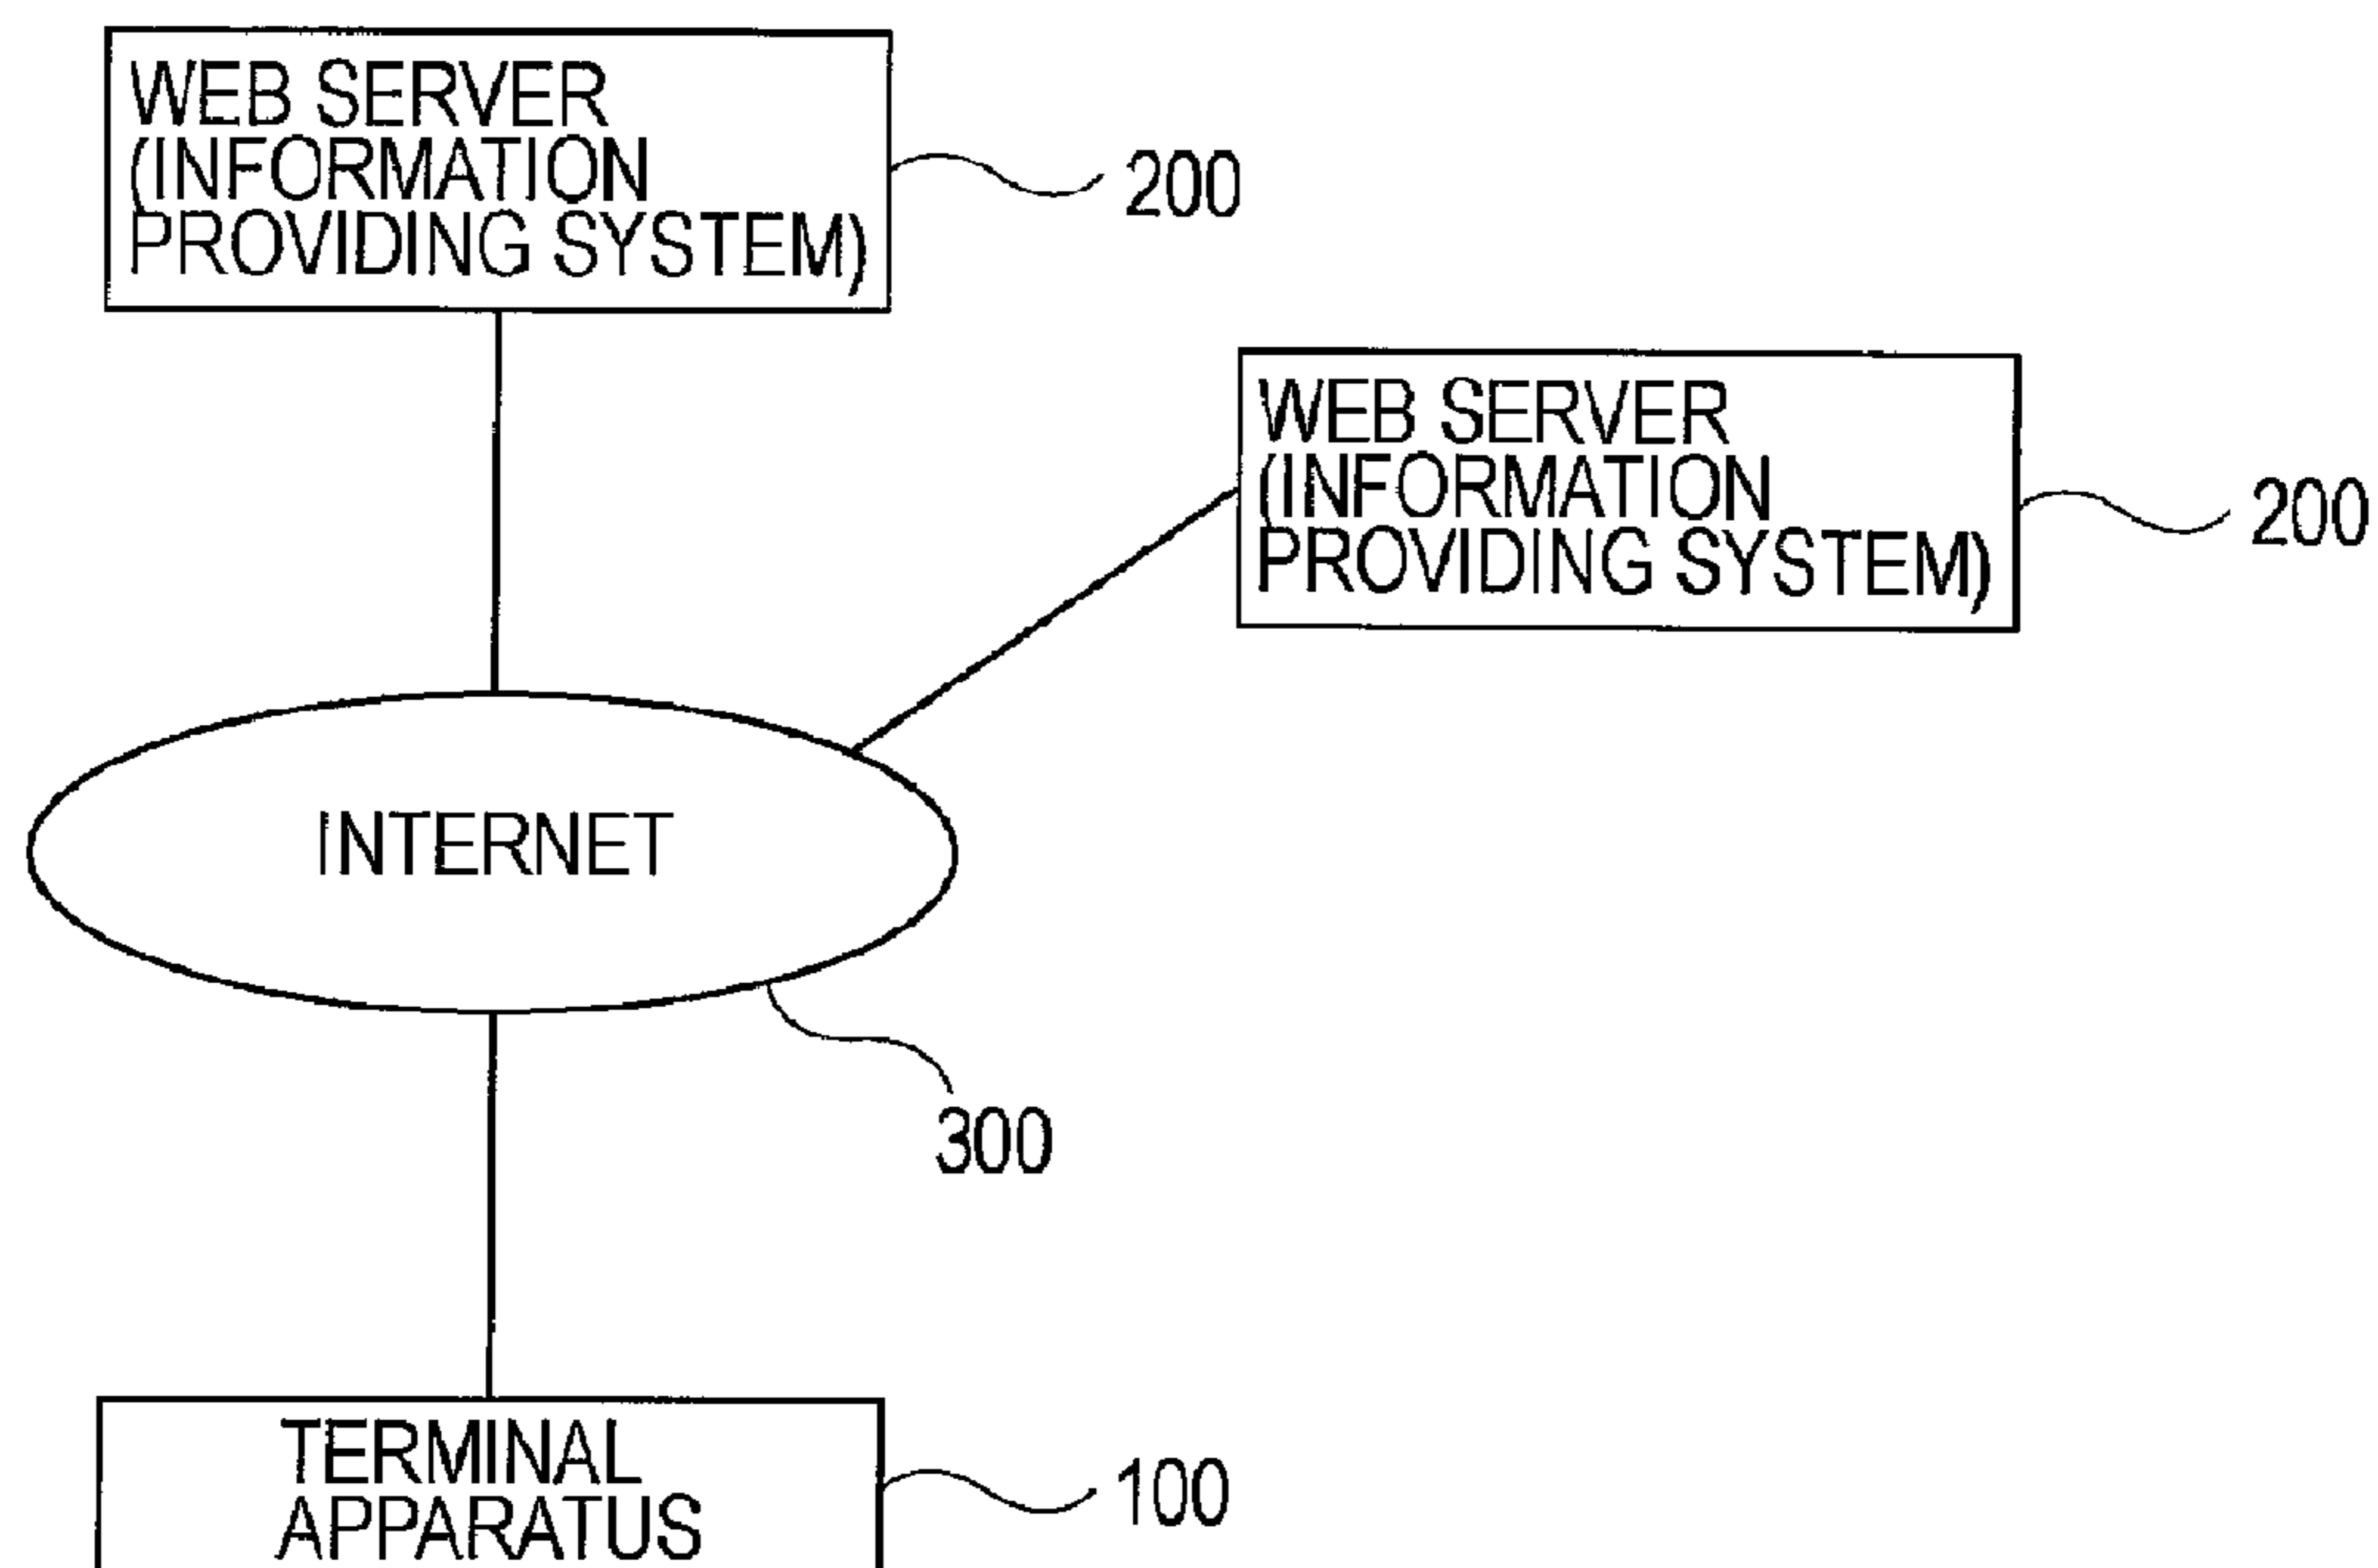 WEB SERVER
(INFORMATION
PROVIDING SYSTEM)
200
WEB SERVER
(INFORMATION
PROVIDING SYSTEM)
200
INTERNET
300
TERMINAL
APPARATUS
100